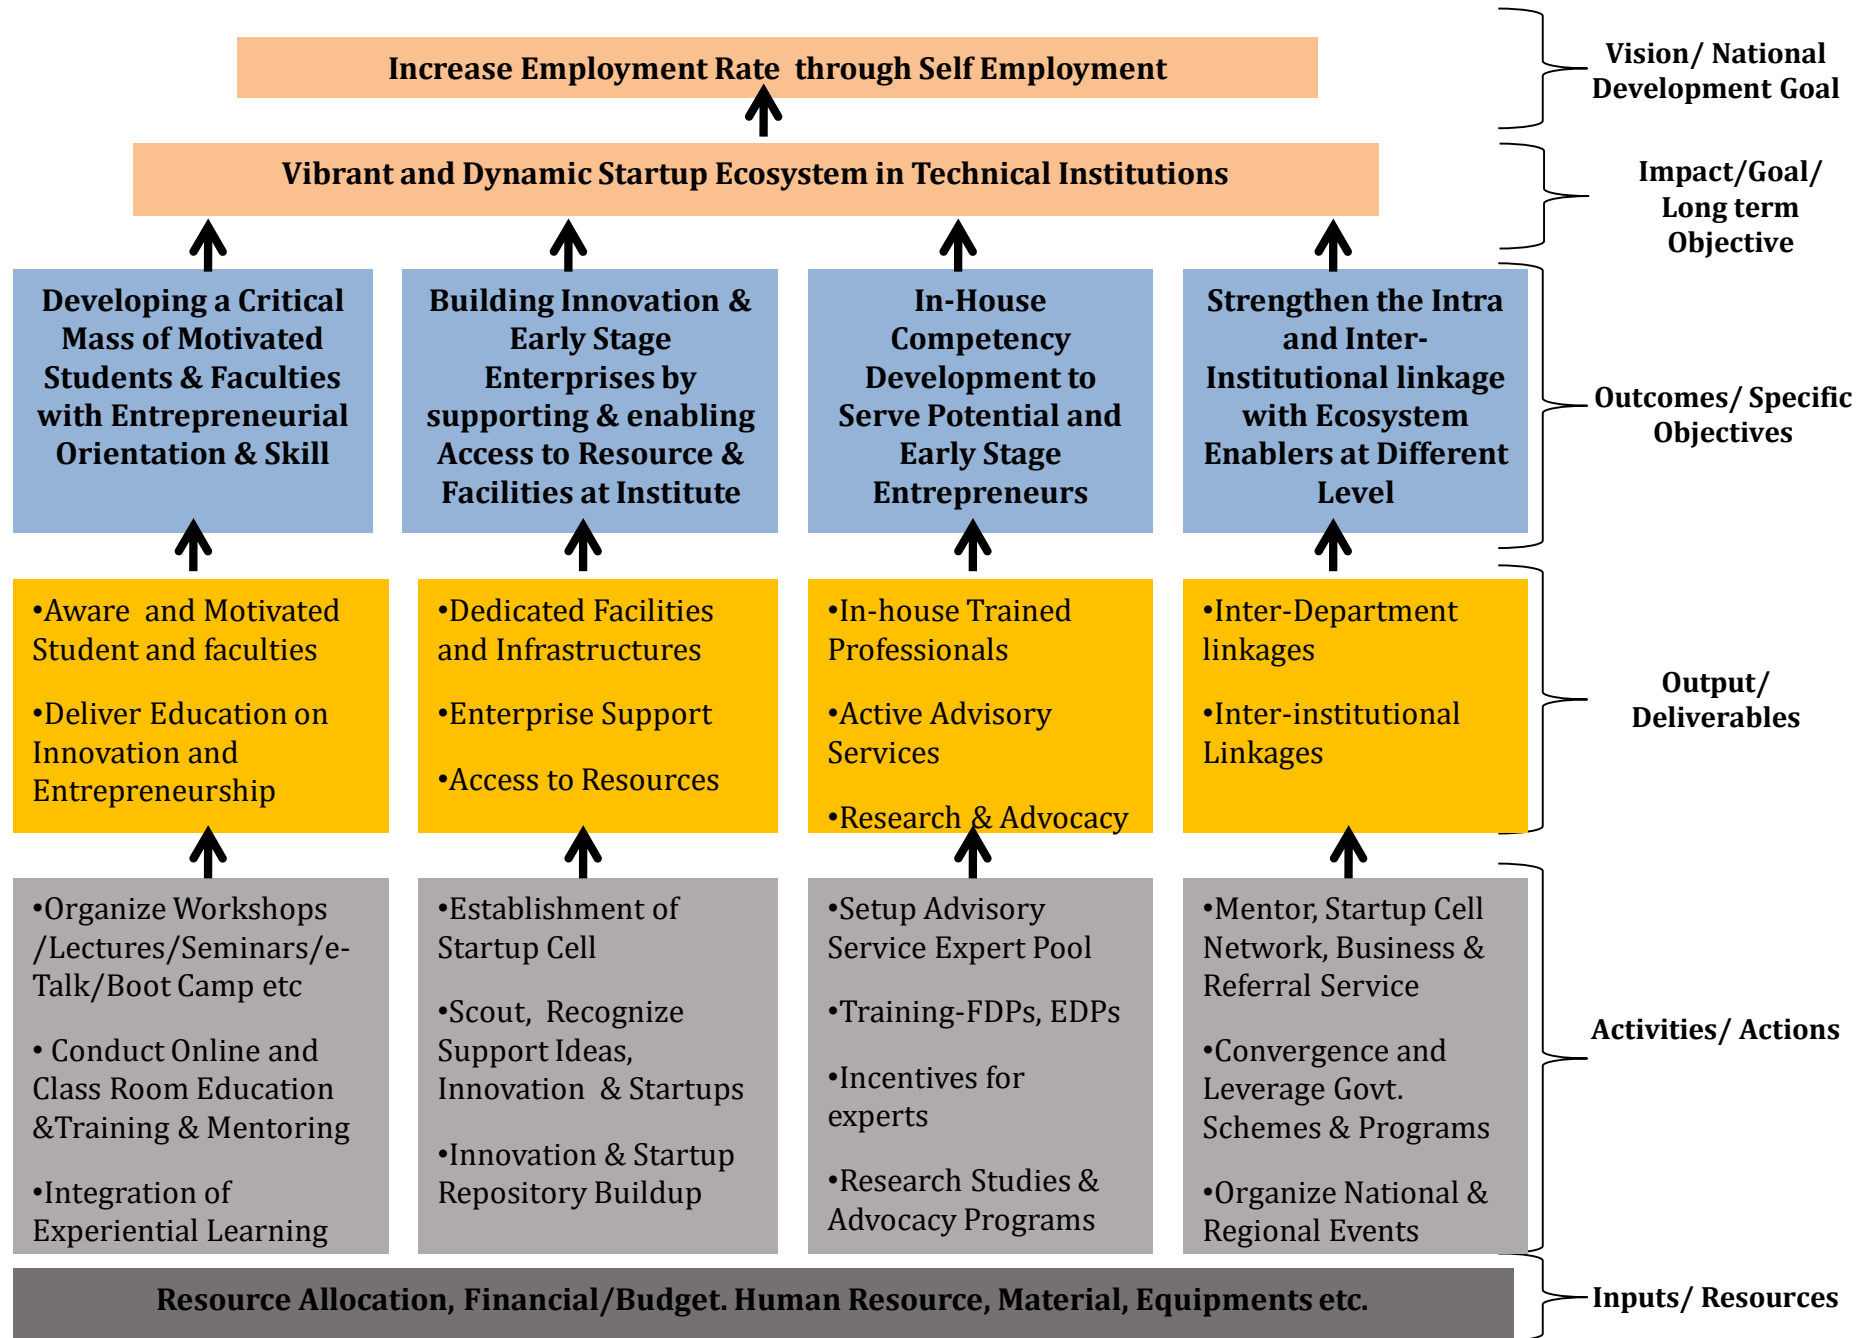 Increase Employment Rate through Self Employment
Vision/ National
Development Goal
Vibrant and Dynamic Startup Ecosystem in Technical Institutions
Impact/Goal/
Long term
Objective
Developing a Critical
Mass of Motivated
Students & Faculties
with Entrepreneurial
Orientation & Skill
Building Innovation &
Early Stage
Enterprises by
supporting & enabling
Access to Resource &
Facilities at Institute
In-House
Competency
Development to
Serve Potential and
Early Stage
Entrepreneurs
Strengthen the Intra
and Inter-
Institutional linkage
with Ecosystem
Enablers at Different
Level
Outcomes/ Specific
Objectives
•Aware and Motivated
Student and faculties
•Deliver Education on
Innovation and
Entrepreneurship
•Dedicated Facilities
and Infrastructures
•Enterprise Support
•Access to Resources
•In-house Trained
Professionals
•Active Advisory
Services
•Research & Advocacy
•Inter-Department
linkages
•Inter-institutional
Linkages
Output/
Deliverables
•Organize Workshops
/Lectures/Seminars/e-
Talk/Boot Camp etc
• Conduct Online and
Class Room Education
&Training & Mentoring
•Integration of
Experiential Learning
•Establishment of
Startup Cell
•Scout, Recognize
Support Ideas,
Innovation & Startups
•Innovation & Startup
Repository Buildup
•Setup Advisory
Service Expert Pool
•Training-FDPs, EDPs
•Incentives for
experts
•Research Studies &
Advocacy Programs
•Mentor, Startup Cell
Network, Business &
Referral Service
•Convergence and
Leverage Govt.
Schemes & Programs
•Organize National &
Regional Events
Activities/ Actions
Resource Allocation, Financial/Budget. Human Resource, Material, Equipments etc.
Inputs/ Resources